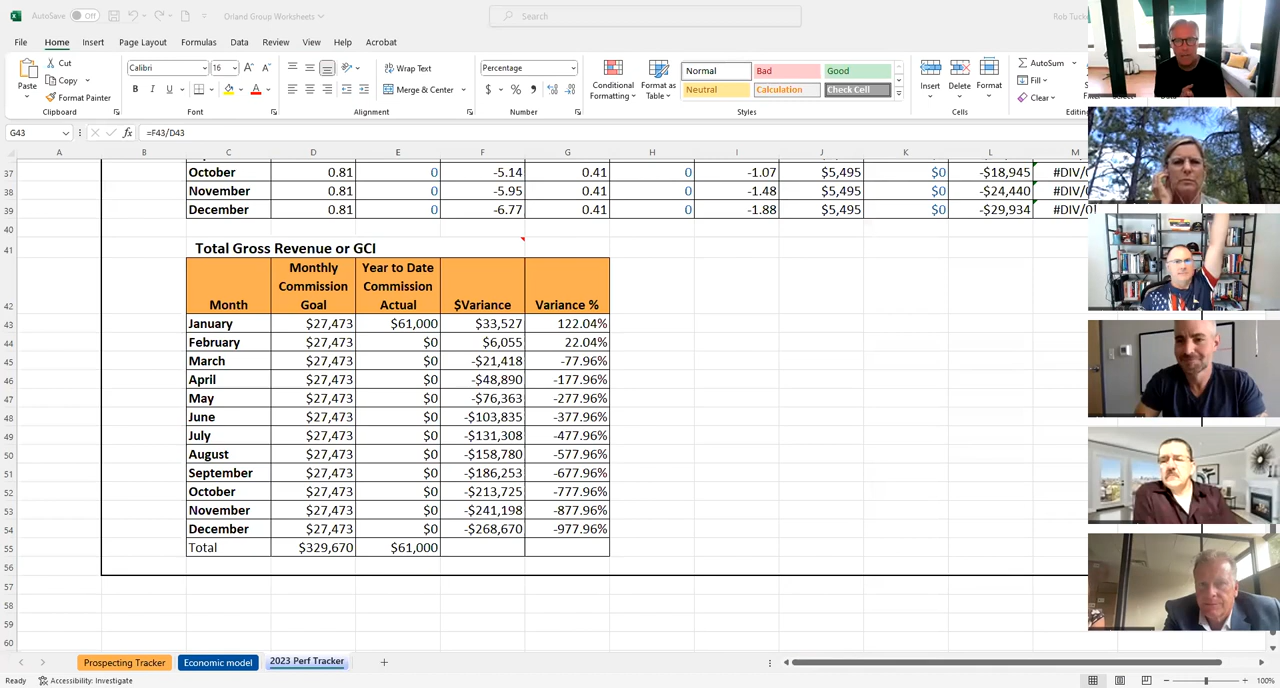 AutoSave Off Orland Group Worksheets Search Rob Tucke
File Home Insert Page Layout Formulas Data Review View Help Acrobat
Paste Cut Copy Format Painter Calibri 16 B I U Wrap Text Merge & Center Percentage $ % Conditional Formatting Format as Table Normal Bad Good Neutral Calculation Check Cell Insert Delete Format AutoSum Fill Clear
Clipboard Font Alignment Number Styles Cells Editing
G43 fx =F43/D43
A B C D E F G H I J K L M
37 October 0.81 0 -5.14 0.41 0 -1.07 $5,495 $0 -$18,945 #DIV/0
38 November 0.81 0 -5.95 0.41 0 -1.48 $5,495 $0 -$24,440 #DIV/0
39 December 0.81 0 -6.77 0.41 0 -1.88 $5,495 $0 -$29,934 #DIV/0!
40
41 Total Gross Revenue or GCI
42 Month Monthly Commission Goal Year to Date Commission Actual $Variance Variance %
43 January $27,473 $61,000 $33,527 122.04%
44 February $27,473 $0 $6,055 22.04%
45 March $27,473 $0 -$21,418 -77.96%
46 April $27,473 $0 -$48,890 -177.96%
47 May $27,473 $0 -$76,363 -277.96%
48 June $27,473 $0 -$103,835 -377.96%
49 July $27,473 $0 -$131,308 -477.96%
50 August $27,473 $0 -$158,780 -577.96%
51 September $27,473 $0 -$186,253 -677.96%
52 October $27,473 $0 -$213,725 -777.96%
53 November $27,473 $0 -$241,198 -877.96%
54 December $27,473 $0 -$268,670 -977.96%
55 Total $329,670 $61,000
56
57
58
59
60
Prospecting Tracker Economic model 2023 Perf Tracker
Ready Accessibility: Investigate 100%